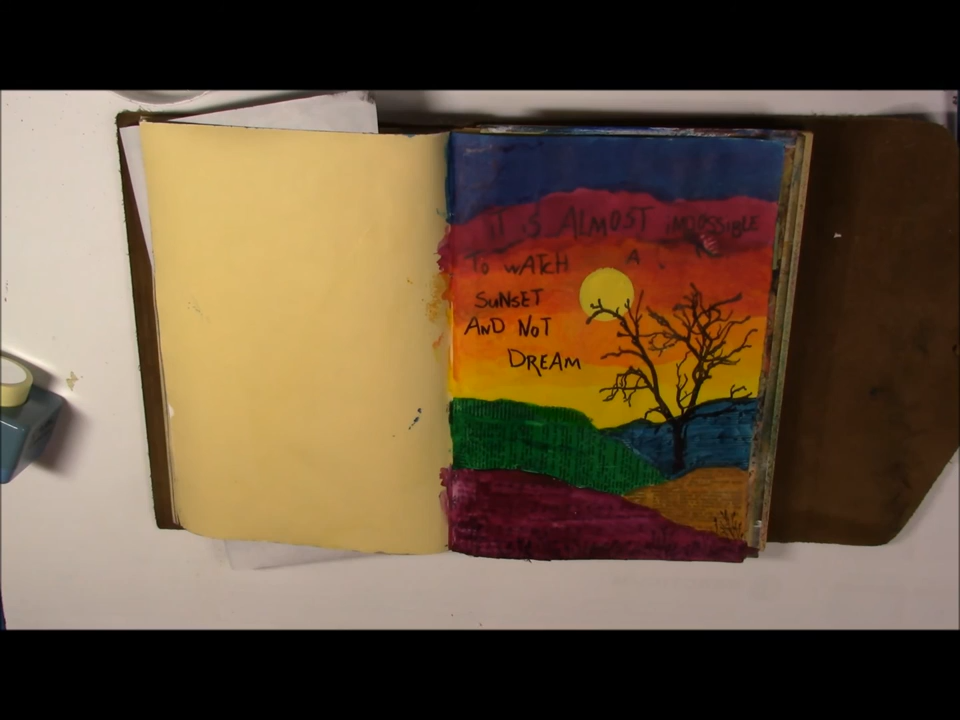 IT IS ALMOST IMPOSSIBLE
TO WATCH A
SUNSET
AND NOT
DREAM